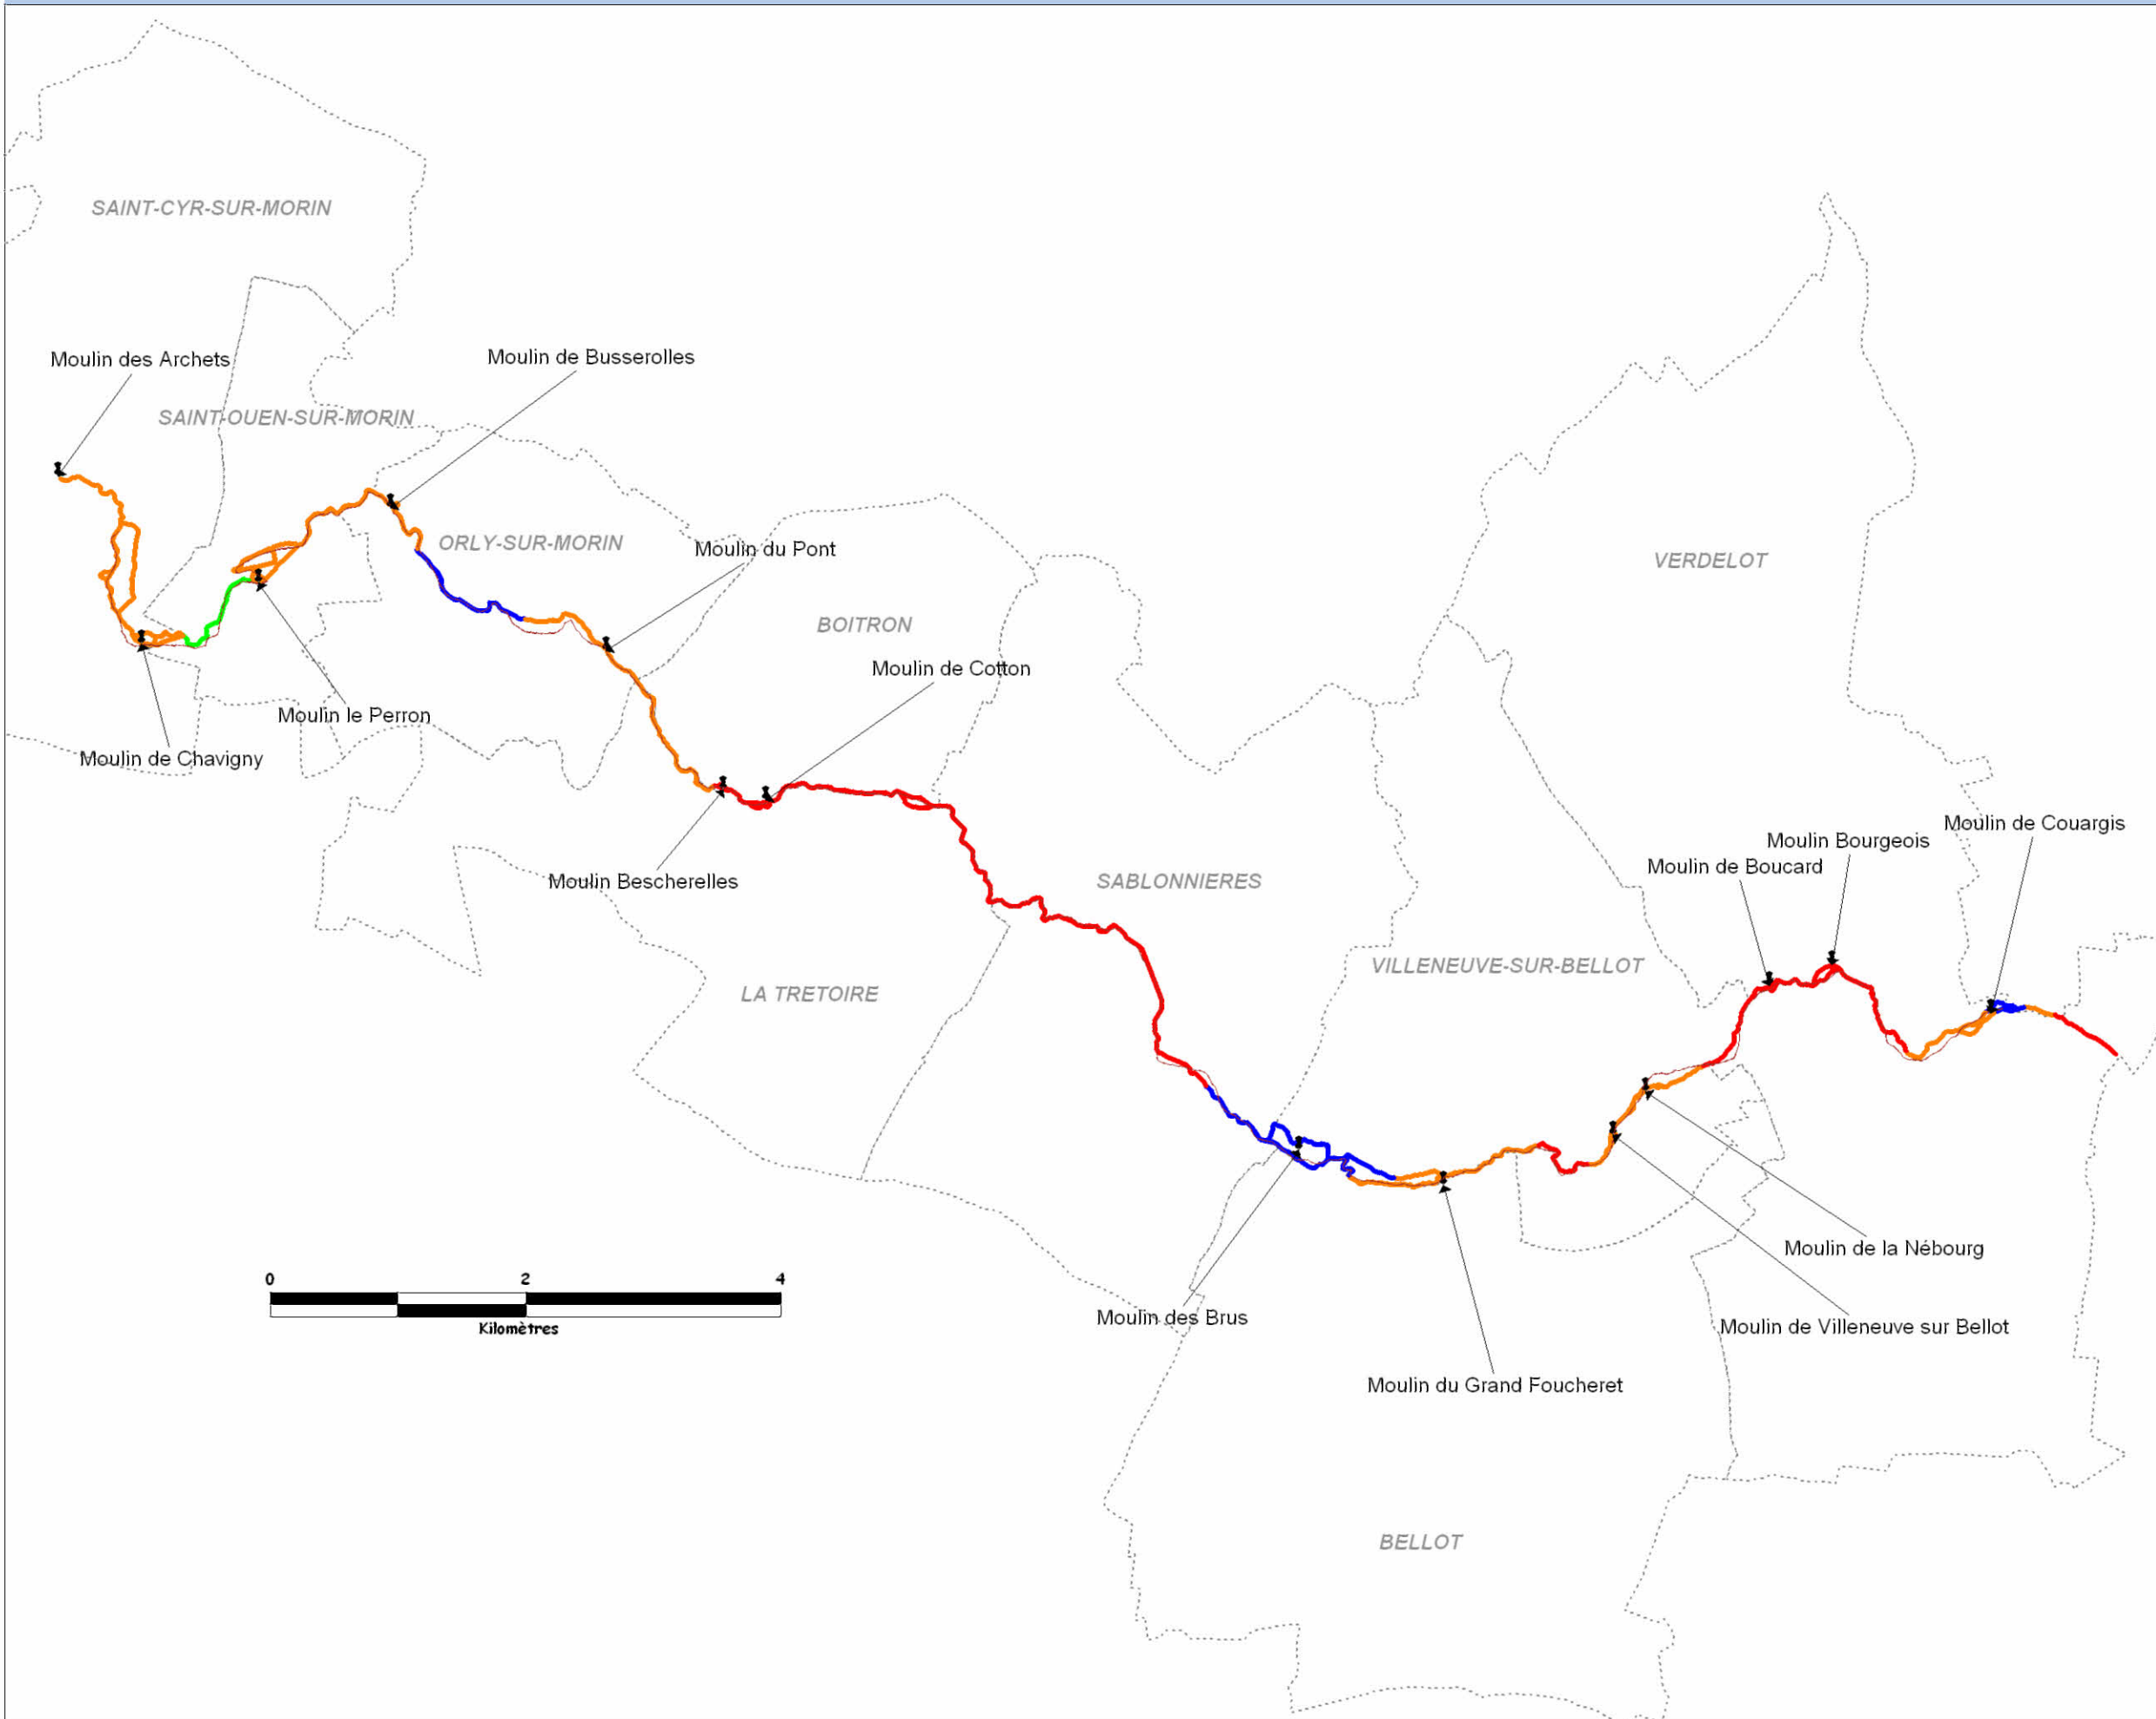 SAINT-CYR-SUR-MORIN
Moulin des Archets
Moulin de Busserolles
SAINT-OUEN-SUR-MORIN
ORLY-SUR-MORIN
Moulin du Pont
VERDELOT
BOITRON
Moulin de Cotton
Moulin le Perron
Moulin de Chavigny
Moulin de Couargis
Moulin Bourgeois
Moulin de Boucard
Moulin Bescherelles
SABLONNIERES
VILLENEUVE-SUR-BELLOT
LA TRETOIRE
Moulin de la Nébourg
0 2 4
Kilomètres
Moulin des Brus
Moulin de Villeneuve sur Bellot
Moulin du Grand Foucheret
BELLOT